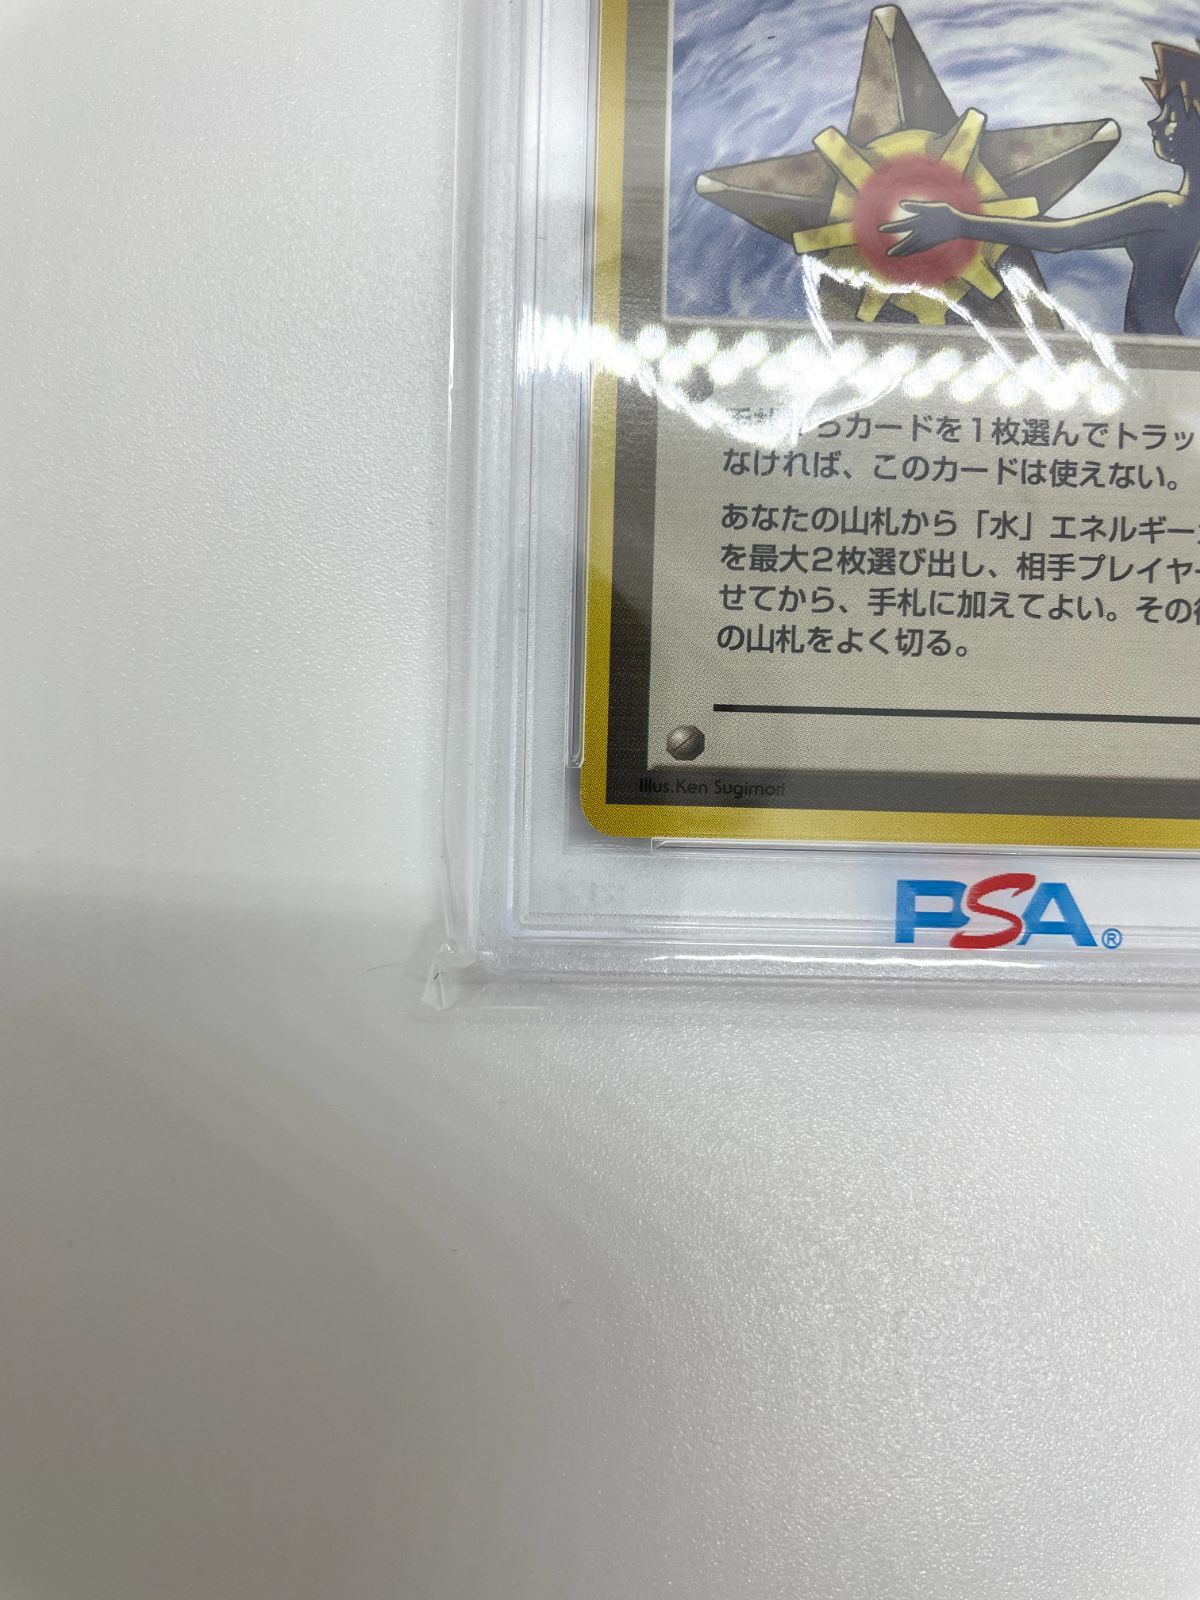 らカードを1枚選んでトラッ
なければ、このカードは使えない。
あなたの山札から「水」エネルギー
を最大2枚選び出し、相手プレイヤ
せてから、手札に加えてよい。その
の山札をよく切る。
Illus. Ken Sugimori
PSA®